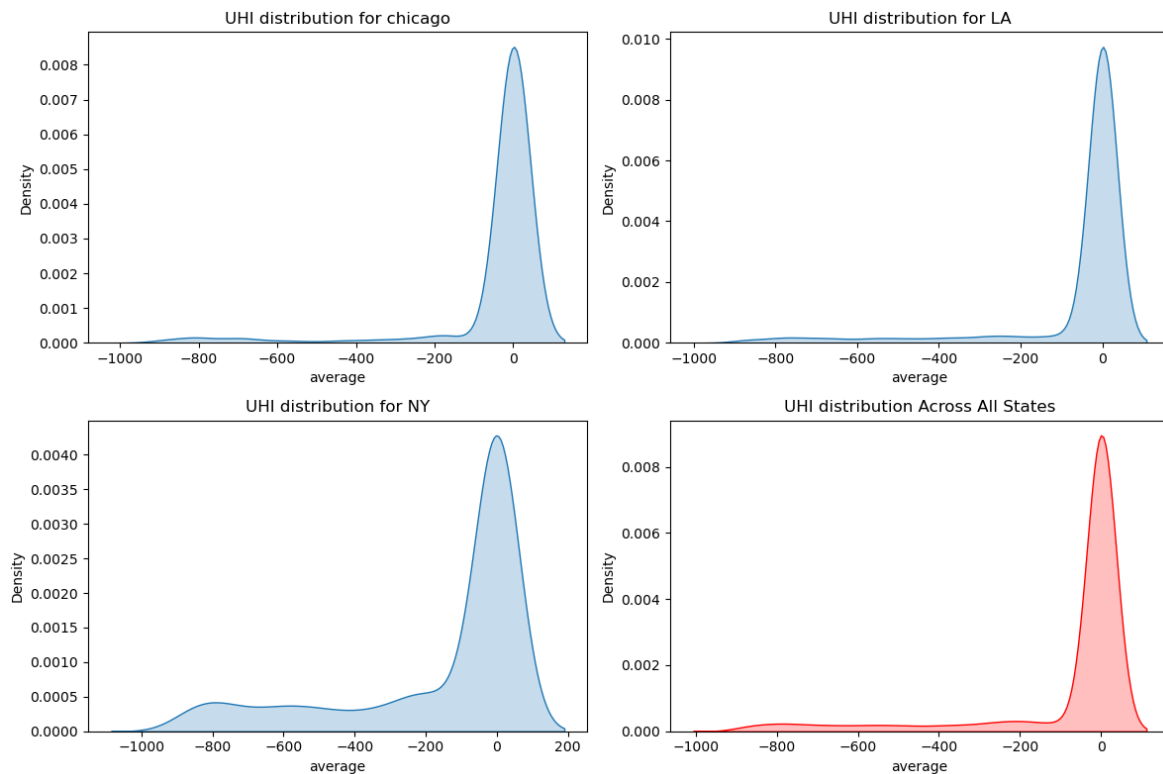 UHI distribution for chicago
0.008
0.007
0.006
0.005
0.004
0.003
0.002
0.001
0.000
Density
−1000 −800 −600 −400 −200 0
average
UHI distribution for LA
0.010
0.008
0.006
0.004
0.002
0.000
Density
−1000 −800 −600 −400 −200 0
average
UHI distribution for NY
0.0040
0.0035
0.0030
0.0025
0.0020
0.0015
0.0010
0.0005
0.0000
Density
−1000 −800 −600 −400 −200 0 200
average
UHI distribution Across All States
0.008
0.006
0.004
0.002
0.000
Density
−1000 −800 −600 −400 −200 0
average